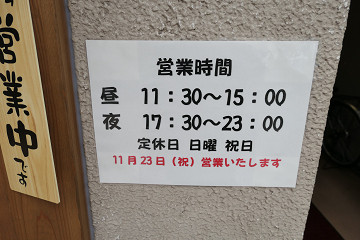 営業中です
営業時間
昼 11：30～15：00
夜 17：30～23：00
定休日 日曜 祝日
11月23日（祝）営業いたします